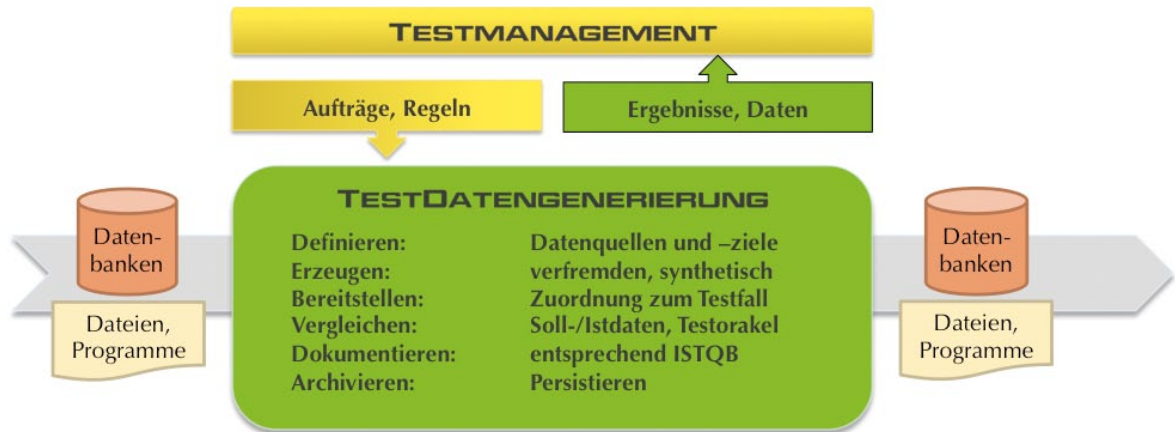 TESTMANAGEMENT
Aufträge, Regeln
Ergebnisse, Daten
TESTDATENGENERIERUNG
Definieren: Datenquellen und –ziele
Erzeugen: verfremden, synthetisch
Bereitstellen: Zuordnung zum Testfall
Vergleichen: Soll-/Istdaten, Testorakel
Dokumentieren: entsprechend ISTQB
Archivieren: Persistieren
Daten-
banken
Dateien,
Programme
Daten-
banken
Dateien,
Programme